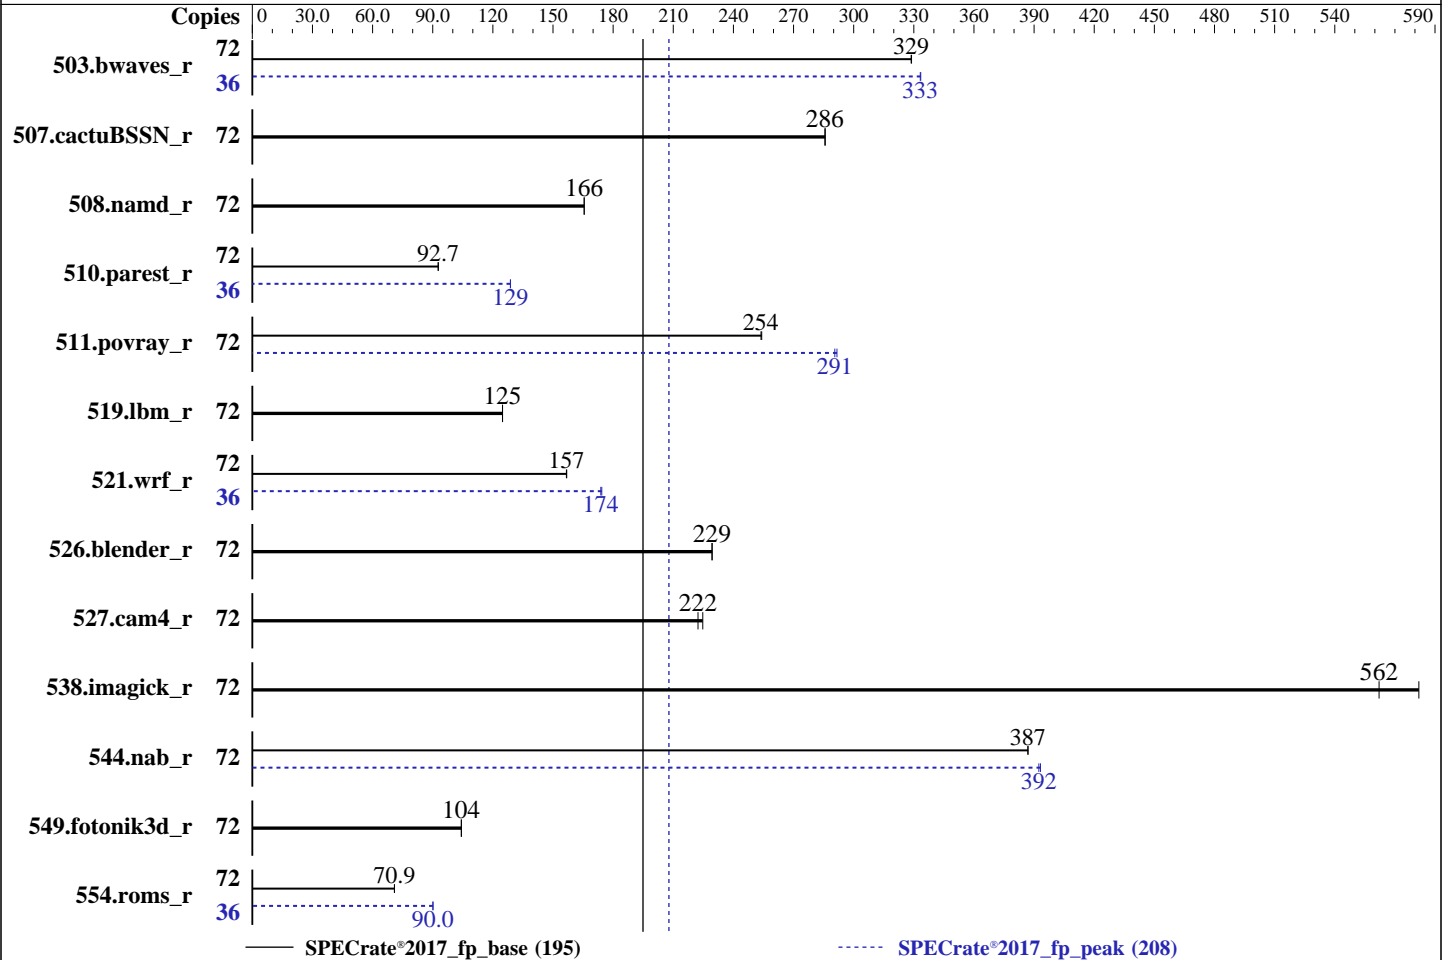 Copies 0 30.0 60.0 90.0 120 150 180 210 240 270 300 330 360 390 420 450 480 510 540 590
503.bwaves_r 72 329
36 333
507.cactuBSSN_r 72 286
508.namd_r 72 166
510.parest_r 72 92.7
36 129
511.povray_r 72 254
291
519.lbm_r 72 125
521.wrf_r 72 157
36 174
526.blender_r 72 229
527.cam4_r 72 222
538.imagick_r 72 562
544.nab_r 72 387
392
549.fotonik3d_r 72 104
554.roms_r 72 70.9
36 90.0
SPECrate®2017_fp_base (195) SPECrate®2017_fp_peak (208)